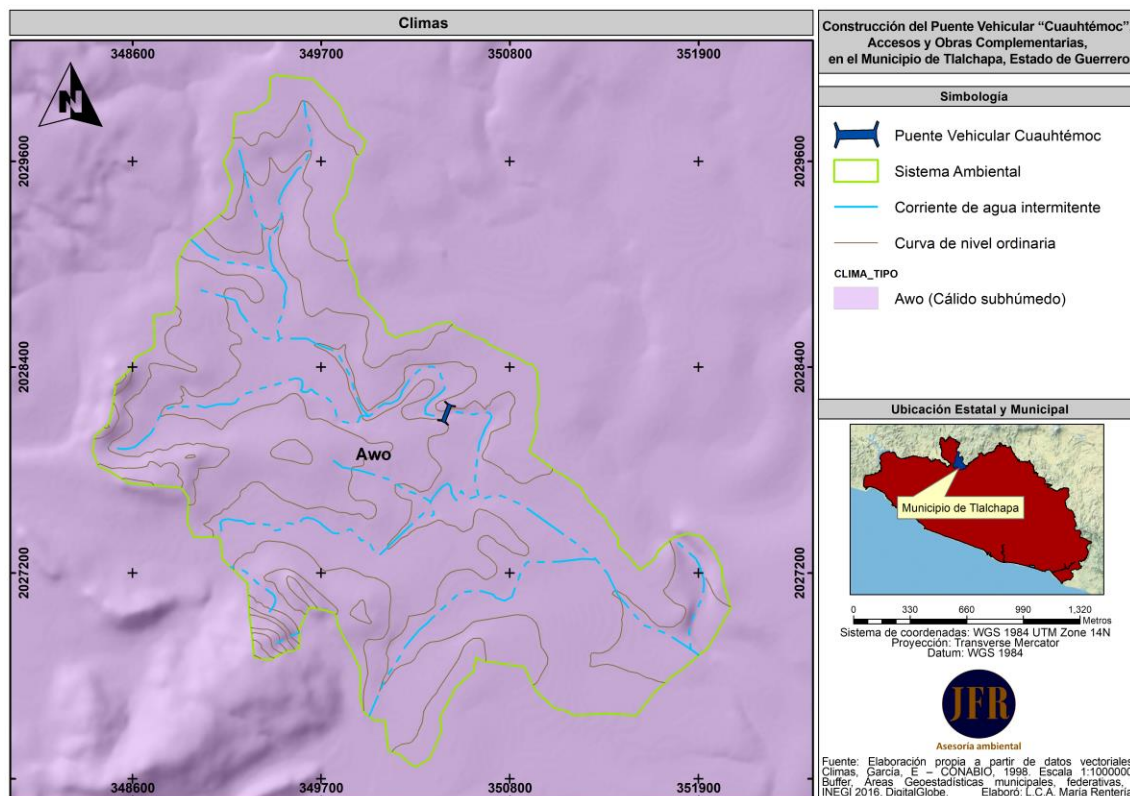 Climas
348600
349700
350800
351900
N
2029600
2029600
2028400
2028400
Awo
2027200
2027200
348600
349700
350800
351900
Construcción del Puente Vehicular “Cuauhtémoc”
Accesos y Obras Complementarias,
en el Municipio de Tlalchapa, Estado de Guerrero
Simbología
Puente Vehicular Cuauhtémoc
Sistema Ambiental
Corriente de agua intermitente
Curva de nivel ordinaria
CLIMA_TIPO
Awo (Cálido subhúmedo)
Ubicación Estatal y Municipal
Municipio de Tlalchapa
0 330 660 990 1,320
Metros
Sistema de coordenadas: WGS 1984 UTM Zone 14N
Proyección: Transverse Mercator
Datum: WGS 1984
JFR
Asesoría ambiental
Fuente: Elaboración propia a partir de datos vectoriales
Climas, García, E – CONABIO, 1998. Escala 1:1000000
Buffer, Áreas Geoestadísticas municipales, federativas,
INEGI 2016. DigitalGlobe. Elaboró: L.C.A. María Rentería